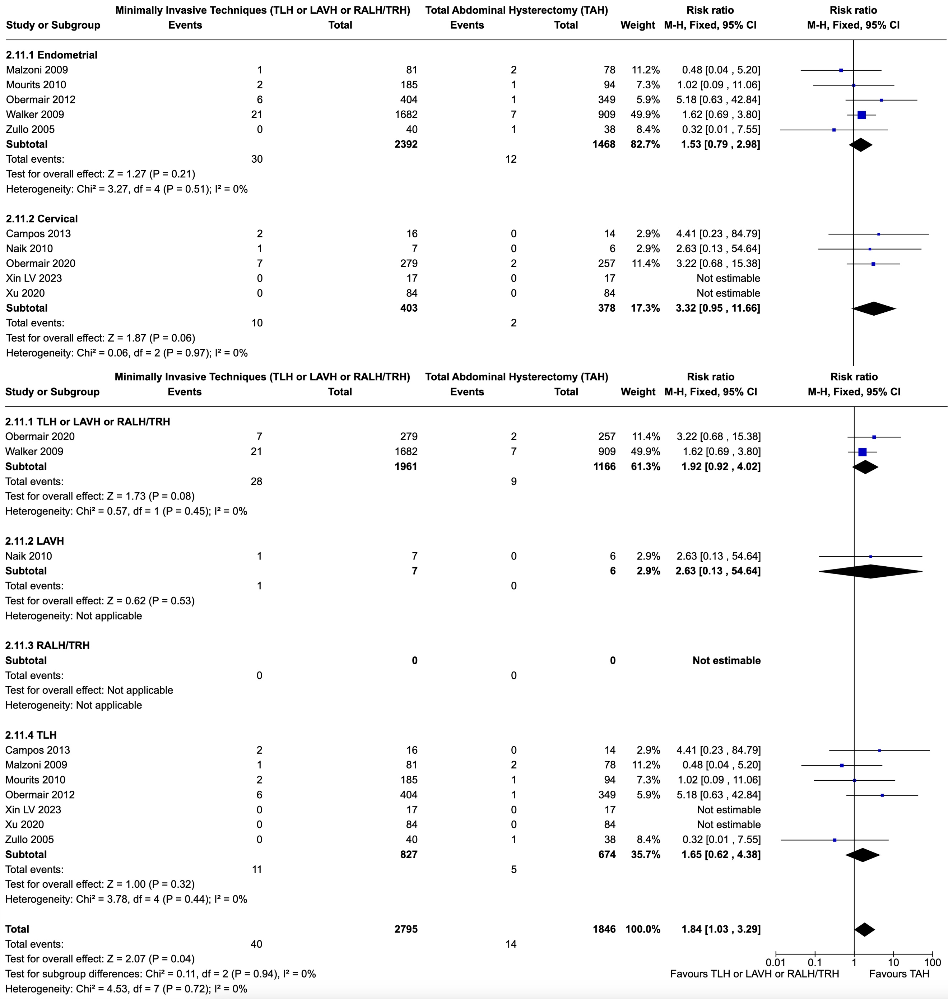 Minimally Invasive Techniques (TLH or LAVH or RALH/TRH) Total Abdominal Hysterectomy (TAH) Risk ratio Risk ratio
Study or Subgroup Events Total Events Total Weight M-H, Fixed, 95% CI M-H, Fixed, 95% CI
2.11.1 Endometrial
Malzoni 2009 1 81 2 78 11.2% 0.48 [0.04 , 5.20]
Mourits 2010 2 185 1 94 7.3% 1.02 [0.09 , 11.06]
Obermair 2012 6 404 1 349 5.9% 5.18 [0.63 , 42.84]
Walker 2009 21 1682 7 909 49.9% 1.62 [0.69 , 3.80]
Zullo 2005 0 40 1 38 8.4% 0.32 [0.01 , 7.55]
Subtotal 2392 1468 82.7% 1.53 [0.79 , 2.98]
Total events: 30 12
Test for overall effect: Z = 1.27 (P = 0.21)
Heterogeneity: Chi² = 3.27, df = 4 (P = 0.51); I² = 0%
2.11.2 Cervical
Campos 2013 2 16 0 14 2.9% 4.41 [0.23 , 84.79]
Naik 2010 1 7 0 6 2.9% 2.63 [0.13 , 54.64]
Obermair 2020 7 279 2 257 11.4% 3.22 [0.68 , 15.38]
Xin LV 2023 0 17 0 17 Not estimable
Xu 2020 0 84 0 84 Not estimable
Subtotal 403 378 17.3% 3.32 [0.95 , 11.66]
Total events: 10 2
Test for overall effect: Z = 1.87 (P = 0.06)
Heterogeneity: Chi² = 0.06, df = 2 (P = 0.97); I² = 0%
Minimally Invasive Techniques (TLH or LAVH or RALH/TRH) Total Abdominal Hysterectomy (TAH) Risk ratio Risk ratio
Study or Subgroup Events Total Events Total Weight M-H, Fixed, 95% CI M-H, Fixed, 95% CI
2.11.1 TLH or LAVH or RALH/TRH
Obermair 2020 7 279 2 257 11.4% 3.22 [0.68 , 15.38]
Walker 2009 21 1682 7 909 49.9% 1.62 [0.69 , 3.80]
Subtotal 1961 1166 61.3% 1.92 [0.92 , 4.02]
Total events: 28 9
Test for overall effect: Z = 1.73 (P = 0.08)
Heterogeneity: Chi² = 0.57, df = 1 (P = 0.45); I² = 0%
2.11.2 LAVH
Naik 2010 1 7 0 6 2.9% 2.63 [0.13 , 54.64]
Subtotal 7 6 2.9% 2.63 [0.13 , 54.64]
Total events: 1 0
Test for overall effect: Z = 0.62 (P = 0.53)
Heterogeneity: Not applicable
2.11.3 RALH/TRH
Subtotal 0 0 Not estimable
Total events: 0 0
Test for overall effect: Not applicable
Heterogeneity: Not applicable
2.11.4 TLH
Campos 2013 2 16 0 14 2.9% 4.41 [0.23 , 84.79]
Malzoni 2009 1 81 2 78 11.2% 0.48 [0.04 , 5.20]
Mourits 2010 2 185 1 94 7.3% 1.02 [0.09 , 11.06]
Obermair 2012 6 404 1 349 5.9% 5.18 [0.63 , 42.84]
Xin LV 2023 0 17 0 17 Not estimable
Xu 2020 0 84 0 84 Not estimable
Zullo 2005 0 40 1 38 8.4% 0.32 [0.01 , 7.55]
Subtotal 827 674 35.7% 1.65 [0.62 , 4.38]
Total events: 11 5
Test for overall effect: Z = 1.00 (P = 0.32)
Heterogeneity: Chi² = 3.78, df = 4 (P = 0.44); I² = 0%
Total 2795 1846 100.0% 1.84 [1.03 , 3.29]
Total events: 40 14
Test for overall effect: Z = 2.07 (P = 0.04) 0.01 0.1 1 10 100
Test for subgroup differences: Chi² = 0.11, df = 2 (P = 0.94), I² = 0% Favours TLH or LAVH or RALH/TRH Favours TAH
Heterogeneity: Chi² = 4.53, df = 7 (P = 0.72); I² = 0%